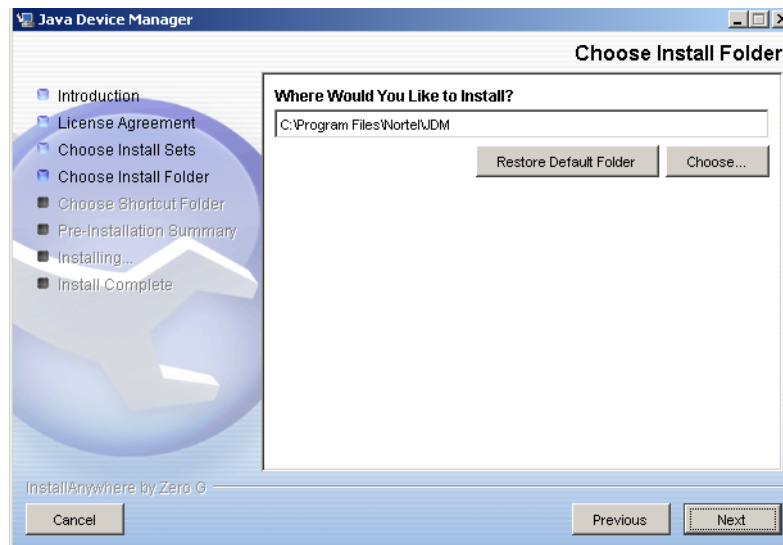 Java Device Manager
Choose Install Folder
Introduction
License Agreement
Choose Install Sets
Choose Install Folder
Choose Shortcut Folder
Pre-Installation Summary
Installing...
Install Complete
Where Would You Like to Install?
C:\Program Files\Nortel\JDM
Restore Default Folder Choose...
InstallAnywhere by Zero G
Cancel Previous Next